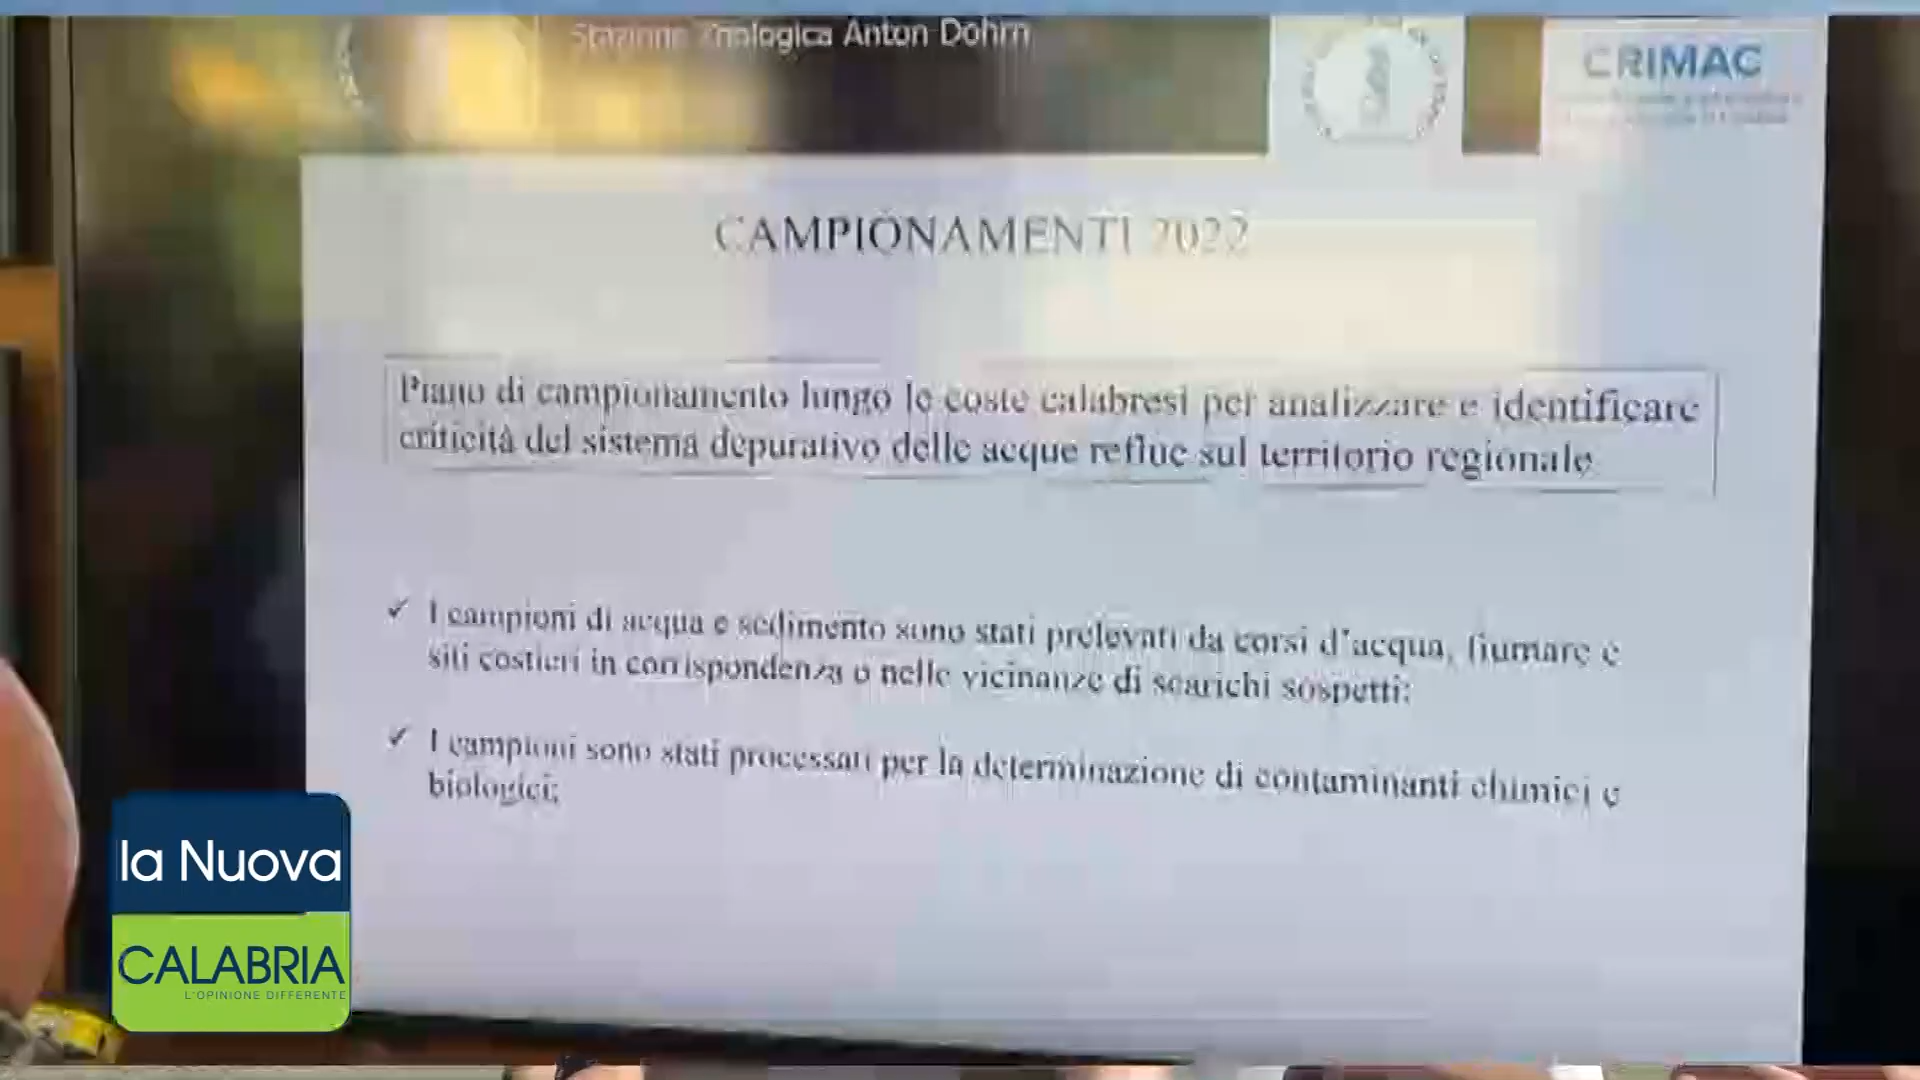 Stazione Zoologica Anton Dohrn
CRIMAC
CAMPIONAMENTI 2022
Piano di campionamento lungo le coste calabresi per analizzare e identificare
criticità del sistema depurativo delle acque reflue sul territorio regionale
✓ I campioni di acqua e sedimento sono stati prelevati da corsi d'acqua, fiumare e
siti costieri in corrispondenza o nelle vicinanze di scarichi sospetti;
✓ I campioni sono stati processati per la determinazione di contaminanti chimici e
biologici;
la Nuova
CALABRIA
L'OPINIONE DIFFERENTE